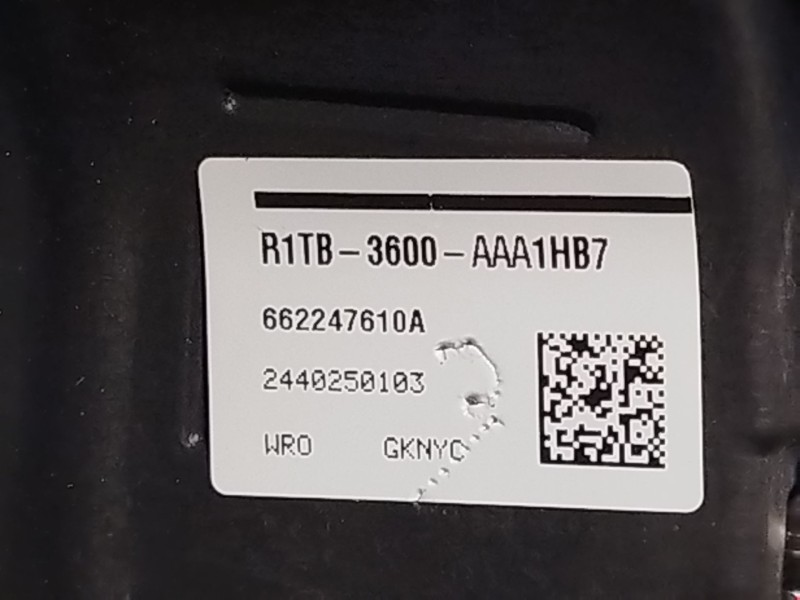 R1TB-3600-AAA1HB7
662247610A
2440250103
WRO GKNYC